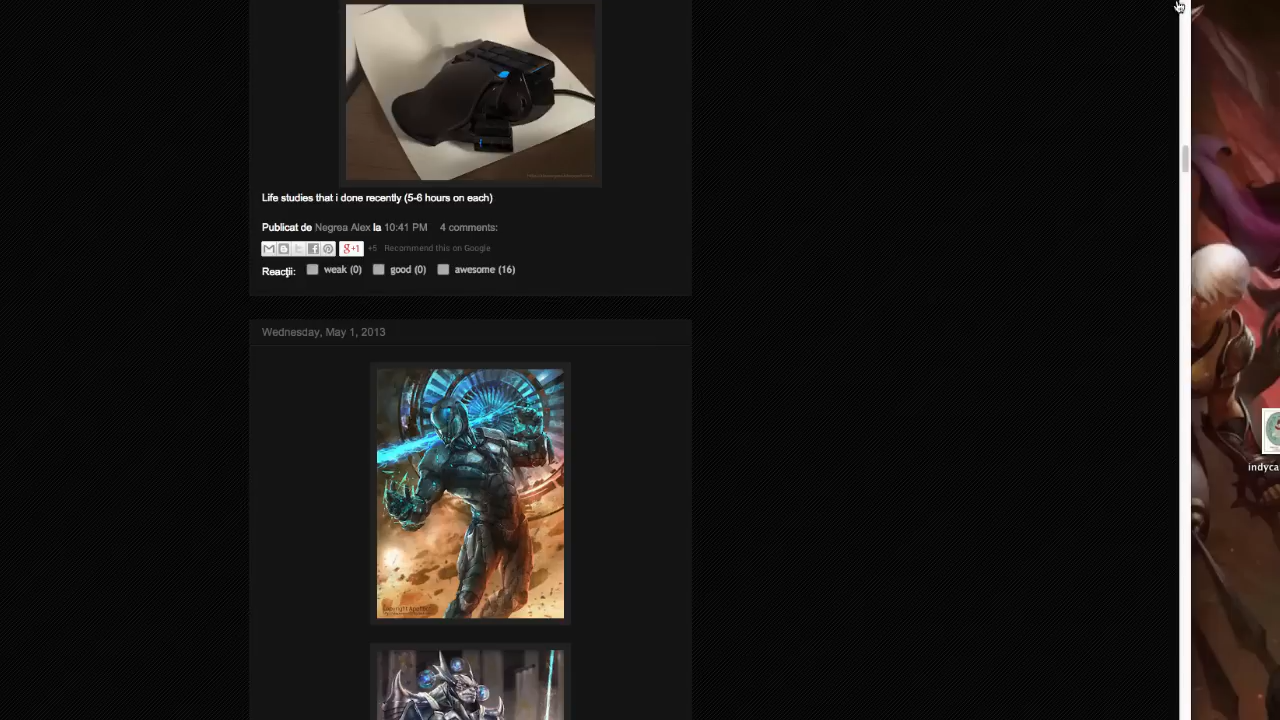 Life studies that i done recently (5-6 hours on each)
Publicat de Negrea Alex la 10:41 PM 4 comments:
+1 +5 Recommend this on Google
Reacții: weak (0) good (0) awesome (16)
Wednesday, May 1, 2013
indyca